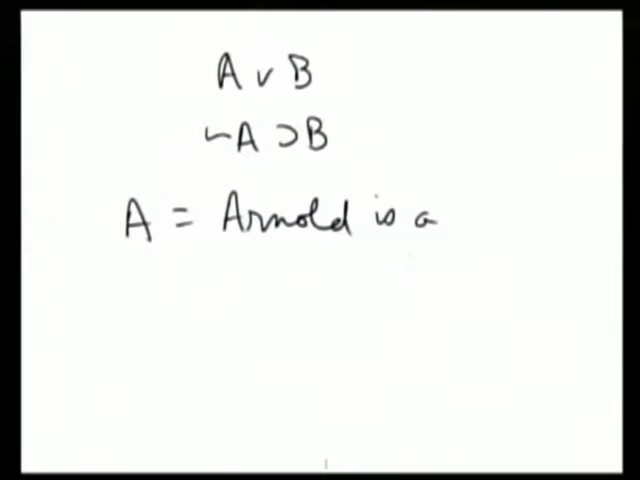 A v B
~A ⊃ B
A = Arnold is a